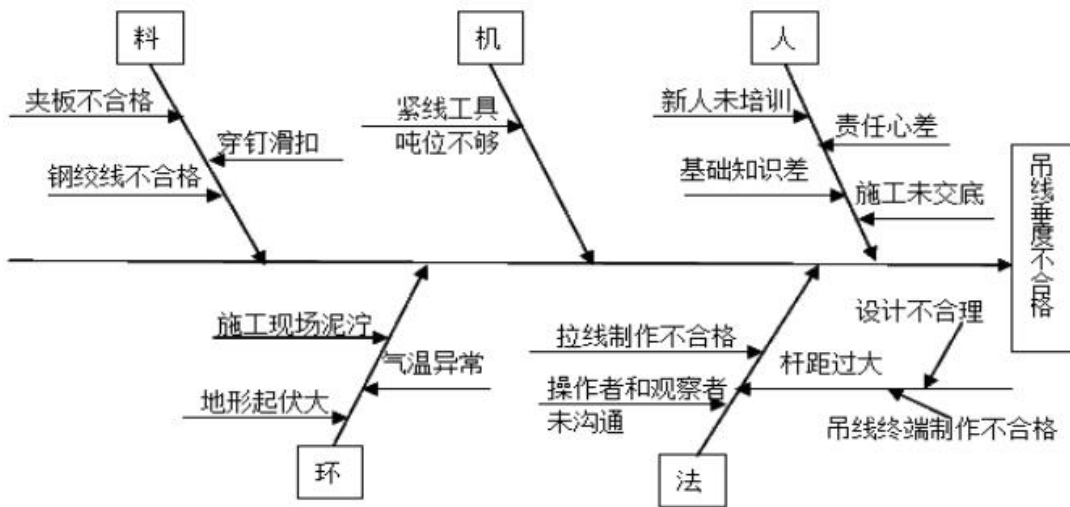 料
机
人
夹板不合格
穿钉滑扣
钢绞线不合格
紧线工具
吨位不够
新人未培训
责任心差
基础知识差
施工未交底
吊线垂度不合格
施工现场泥泞
气温异常
地形起伏大
拉线制作不合格
操作者和观察者
未沟通
设计不合理
杆距过大
吊线终端制作不合格
环
法